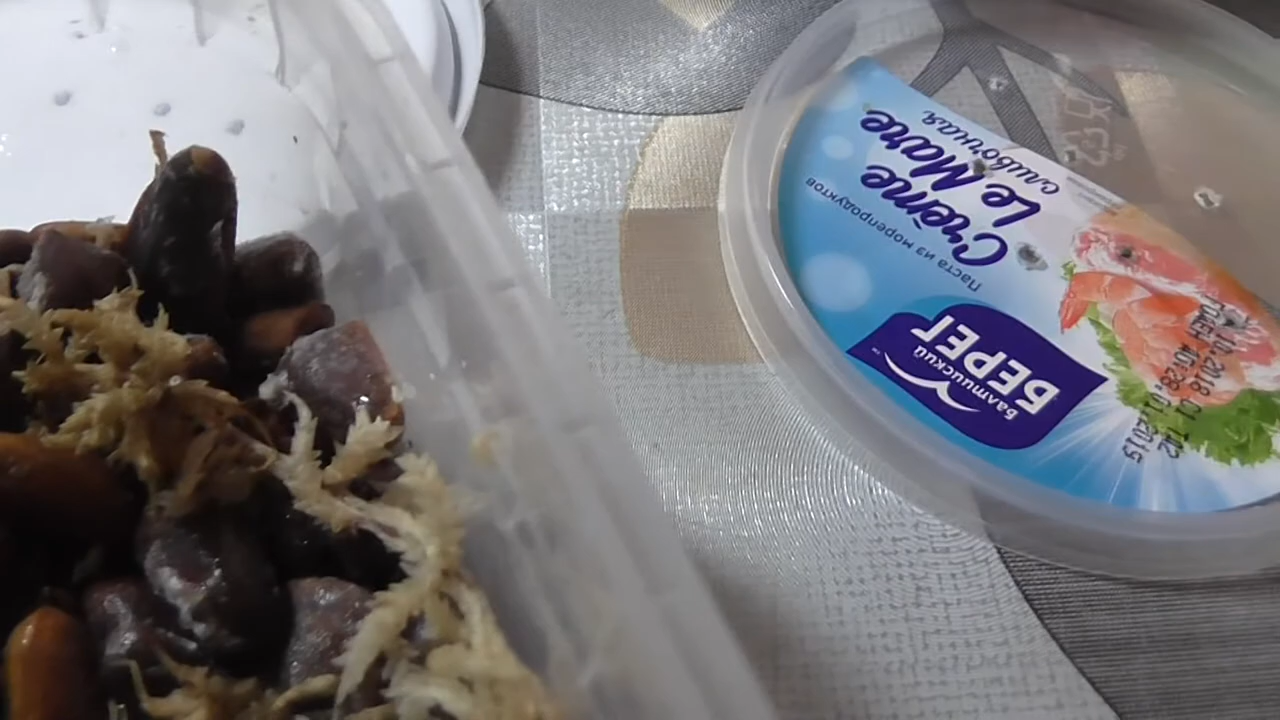 Балтийский
БЕРЕГ
Паста из морепродуктов
Crème
Le Mare
сливочная